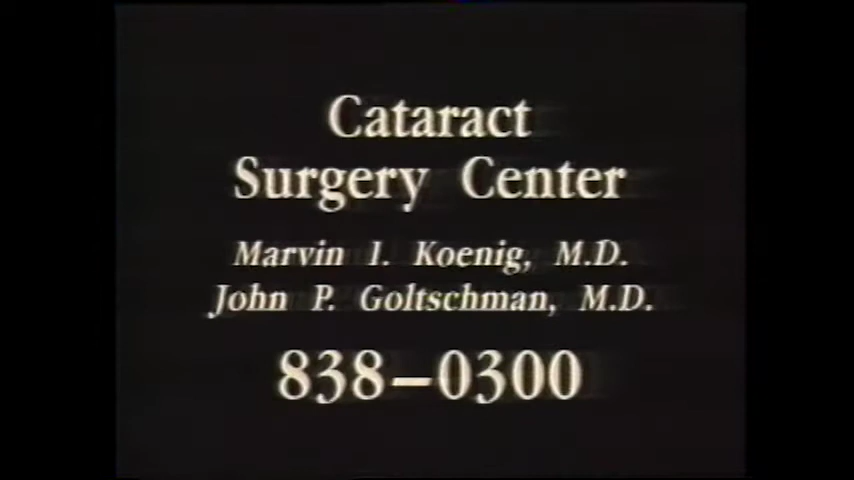 Cataract
Surgery Center
Marvin I. Koenig, M.D.
John P. Goltschman, M.D.
838-0300